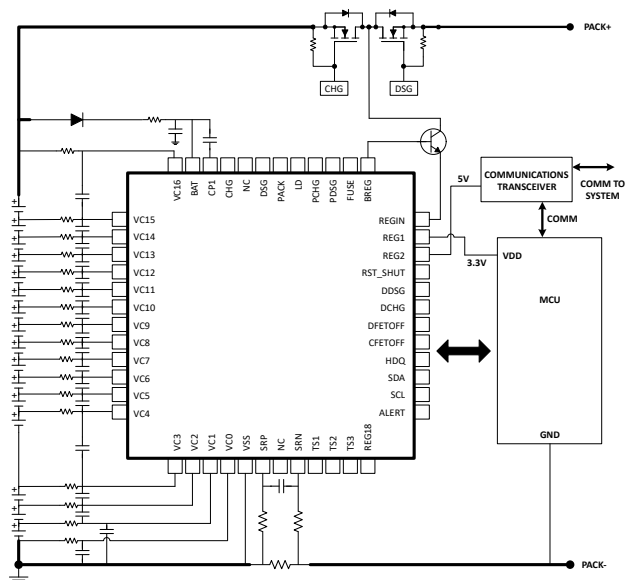 PACK+
CHG
DSG
VC16
BAT
CP1
CHG
NC
DSG
PACK
LD
PCHG
PDSG
FUSE
BREG
5V
COMMUNICATIONS
TRANSCEIVER
COMM TO
SYSTEM
COMM
3.3V
VDD
MCU
GND
VC15
VC14
VC13
VC12
VC11
VC10
VC9
VC8
VC7
VC6
VC5
VC4
REGIN
REG1
REG2
RST_SHUT
DDSG
DCHG
DFETOFF
CFETOFF
HDQ
SDA
SCL
ALERT
VC3
VC2
VC1
VC0
VSS
SRP
NC
SRN
TS1
TS2
TS3
REG18
PACK-